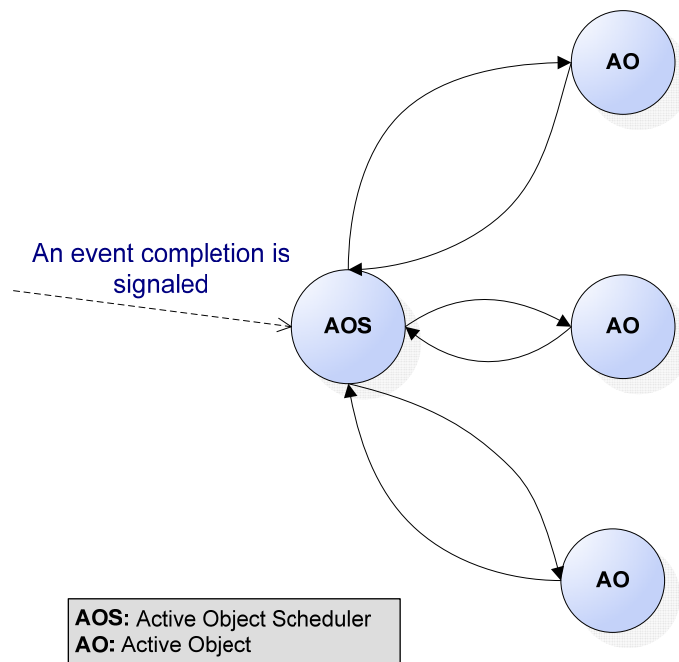 AO
An event completion is
signaled
AOS
AO
AO
AOS: Active Object Scheduler
AO: Active Object